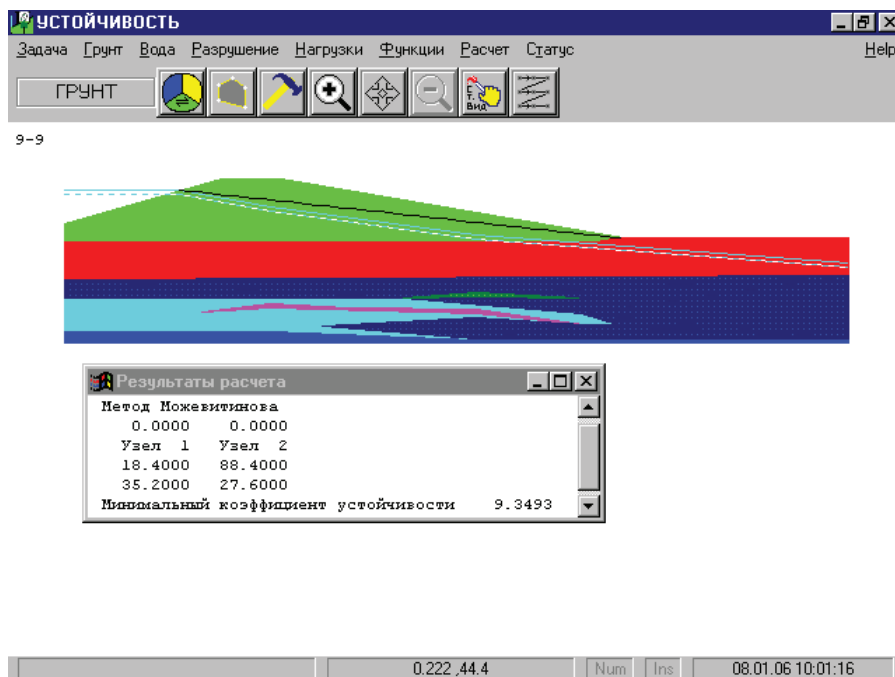 УСТОЙЧИВОСТЬ
Задача Грунт Вода Разрушение Нагрузки Функции Расчет Статус Help
ГРУНТ
С
Т.
ВИД
9-9
Результаты расчета
Метод Можевитинова
0.0000 0.0000
Узел 1 Узел 2
18.4000 88.4000
35.2000 27.6000
Минимальный коэффициент устойчивости 9.3493
0.222 ,44.4 Num Ins 08.01.06 10:01:16